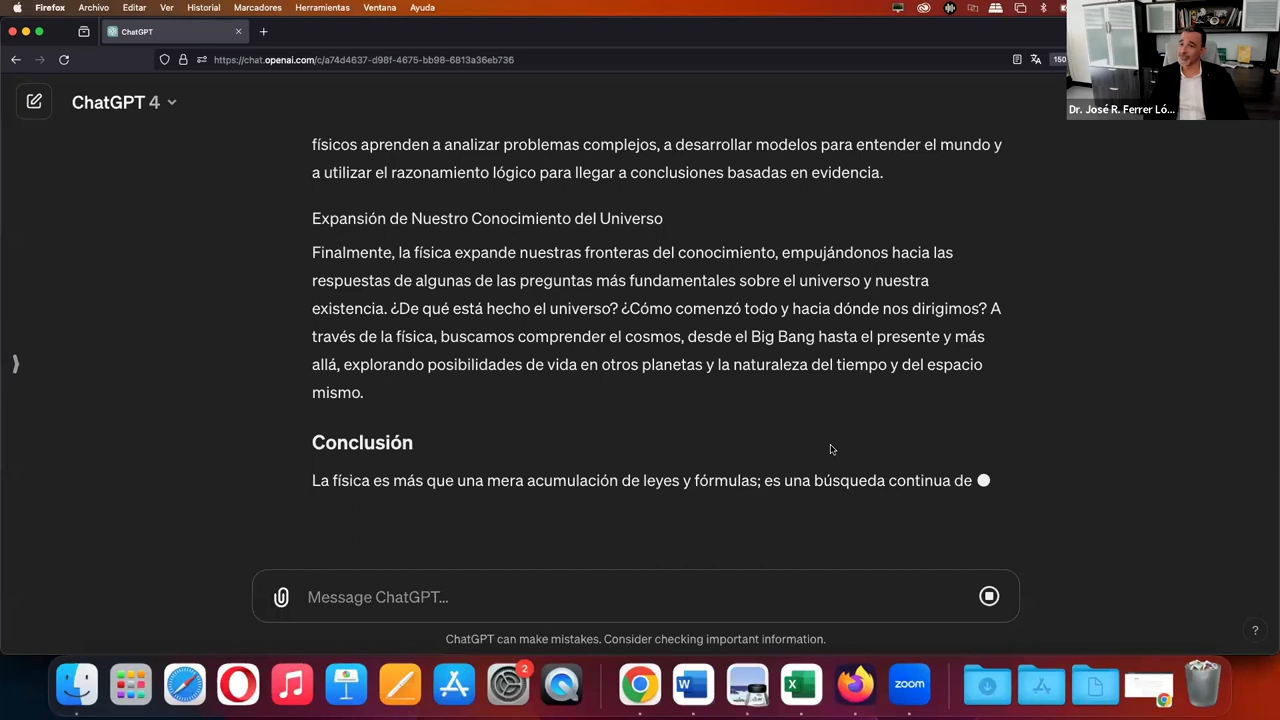 Firefox Archivo Editar Ver Historial Marcadores Herramientas Ventana Ayuda
ChatGPT
https://chat.openai.com/c/a74d4637-d98f-4675-bb98-6813a36eb736
150
Dr. José R. Ferrer Ló...
ChatGPT 4
físicos aprenden a analizar problemas complejos, a desarrollar modelos para entender el mundo y
a utilizar el razonamiento lógico para llegar a conclusiones basadas en evidencia.
Expansión de Nuestro Conocimiento del Universo
Finalmente, la física expande nuestras fronteras del conocimiento, empujándonos hacia las
respuestas de algunas de las preguntas más fundamentales sobre el universo y nuestra
existencia. ¿De qué está hecho el universo? ¿Cómo comenzó todo y hacia dónde nos dirigimos? A
través de la física, buscamos comprender el cosmos, desde el Big Bang hasta el presente y más
allá, explorando posibilidades de vida en otros planetas y la naturaleza del tiempo y del espacio
mismo.
Conclusión
La física es más que una mera acumulación de leyes y fórmulas; es una búsqueda continua de
Message ChatGPT...
ChatGPT can make mistakes. Consider checking important information.
?
2
W
X
zoom